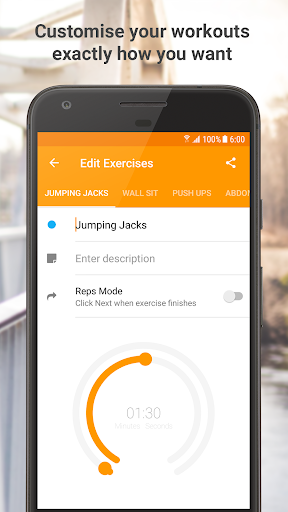 Customise your workouts
exactly how you want
100% 6:00
Edit Exercises
JUMPING JACKS WALL SIT PUSH UPS ABDOM
Jumping Jacks
Enter description
Reps Mode
Click Next when exercise finishes
01:30
Minutes Seconds